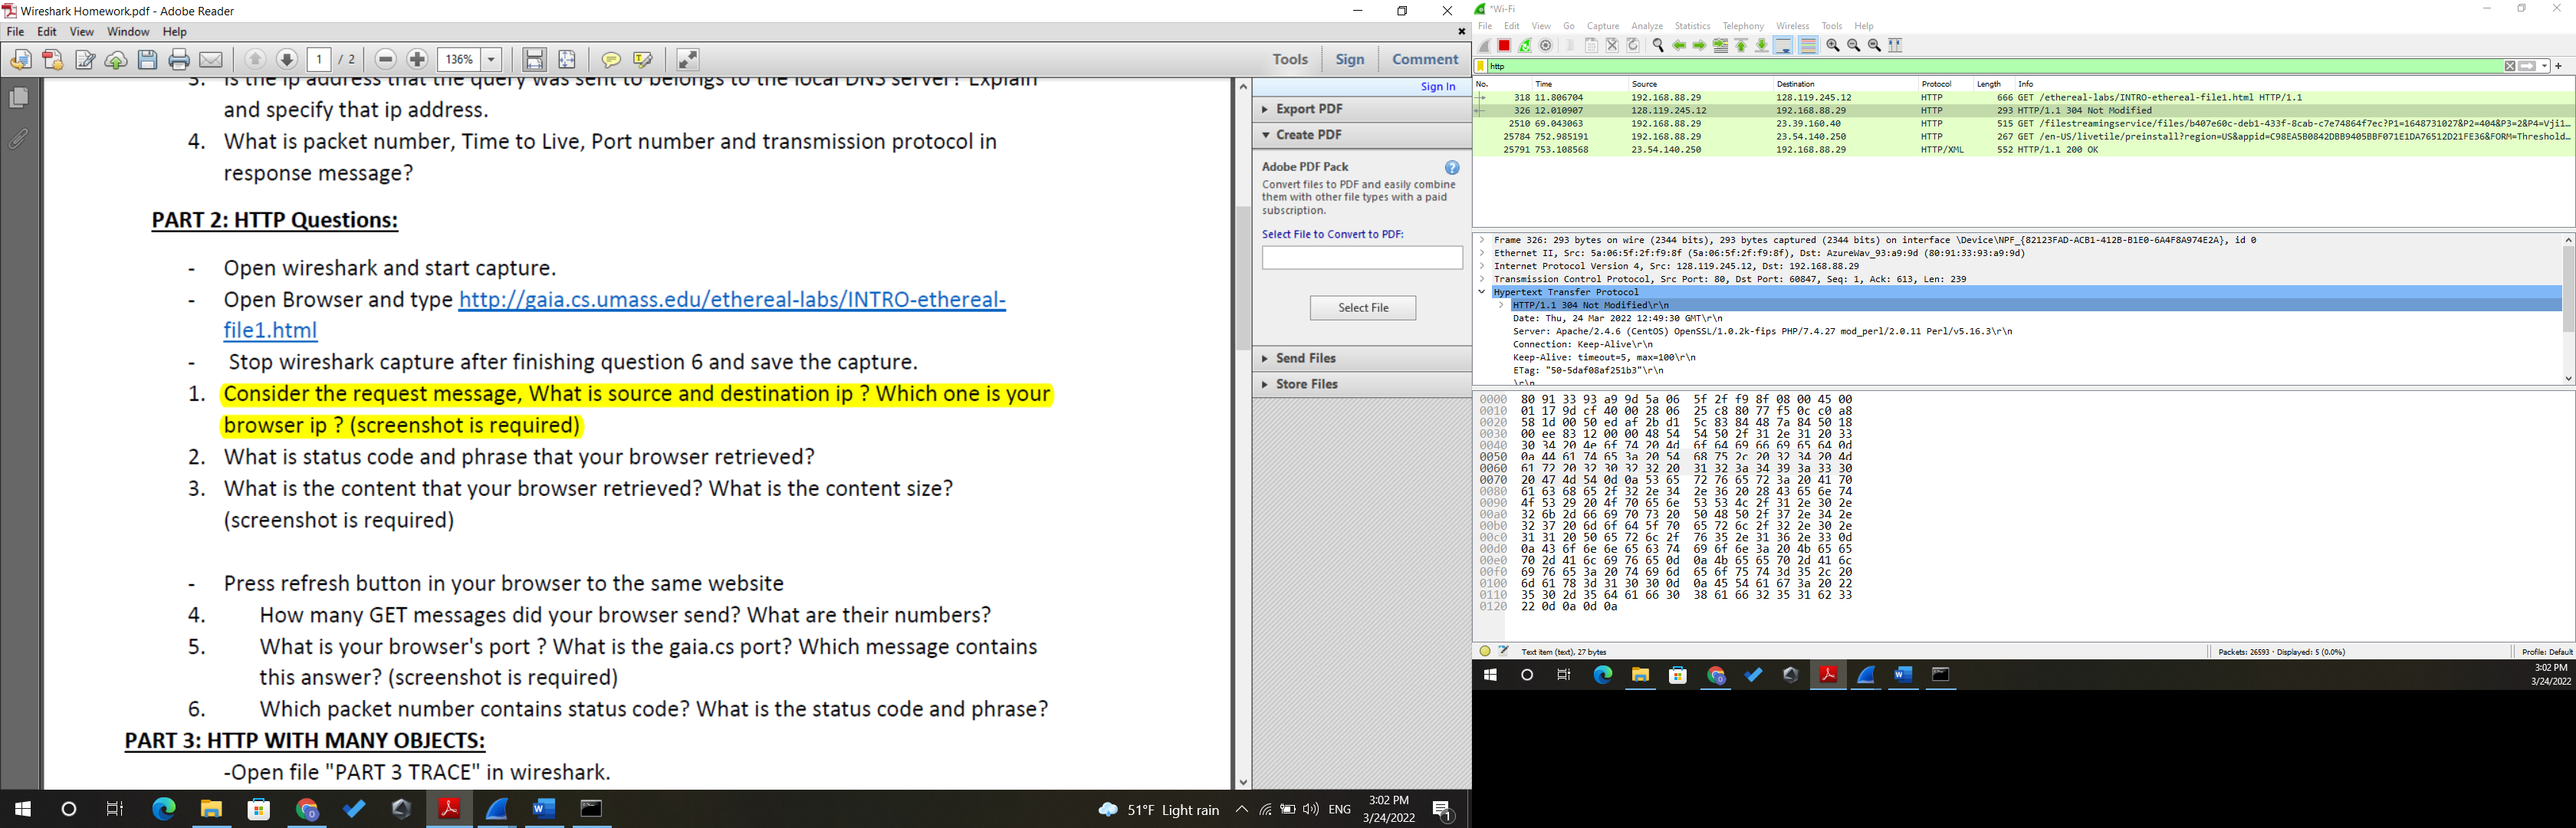 Wireshark Homework.pdf - Adobe Reader
File Edit View Window Help
1 / 2 136% Tools Sign Comment
3. Is the ip address that the query was sent to belongs to the local DNS server? Explain
and specify that ip address.
4. What is packet number, Time to Live, Port number and transmission protocol in
response message?
PART 2: HTTP Questions:
- Open wireshark and start capture.
- Open Browser and type http://gaia.cs.umass.edu/ethereal-labs/INTRO-ethereal-
file1.html
- Stop wireshark capture after finishing question 6 and save the capture.
1. Consider the request message, What is source and destination ip ? Which one is your
browser ip ? (screenshot is required)
2. What is status code and phrase that your browser retrieved?
3. What is the content that your browser retrieved? What is the content size?
(screenshot is required)
- Press refresh button in your browser to the same website
4. How many GET messages did your browser send? What are their numbers?
5. What is your browser's port ? What is the gaia.cs port? Which message contains
this answer? (screenshot is required)
6. Which packet number contains status code? What is the status code and phrase?
PART 3: HTTP WITH MANY OBJECTS:
-Open file "PART 3 TRACE" in wireshark.
Sign In
Export PDF
Create PDF
Adobe PDF Pack
Convert files to PDF and easily combine
them with other file types with a paid
subscription.
Select File to Convert to PDF:
Select File
Send Files
Store Files
51°F Light rain ENG
3:02 PM
3/24/2022
1
*Wi-Fi
File Edit View Go Capture Analyze Statistics Telephony Wireless Tools Help
http
No. Time Source Destination Protocol Length Info
318 11.806704 192.168.88.29 128.119.245.12 HTTP 666 GET /ethereal-labs/INTRO-ethereal-file1.html HTTP/1.1
326 12.010907 128.119.245.12 192.168.88.29 HTTP 293 HTTP/1.1 304 Not Modified
2510 69.043063 192.168.88.29 23.39.160.40 HTTP 515 GET /filestreamingservice/files/b407e60c-deb1-433f-8cab-c7e74864f7ec?P1=1648731027&P2=404&P3=2&P4=Vji1…
25784 752.985191 192.168.88.29 23.54.140.250 HTTP 267 GET /en-US/livetile/preinstall?region=US&appid=C98EA5B0842DBB9405BBF071E1DA76512D21FE36&FORM=Threshold…
25791 753.108568 23.54.140.250 192.168.88.29 HTTP/XML 552 HTTP/1.1 200 OK
Frame 326: 293 bytes on wire (2344 bits), 293 bytes captured (2344 bits) on interface \Device\NPF_{82123FAD-ACB1-412B-B1E0-6A4F8A974E2A}, id 0
Ethernet II, Src: 5a:06:5f:2f:f9:8f (5a:06:5f:2f:f9:8f), Dst: AzureWav_93:a9:9d (80:91:33:93:a9:9d)
Internet Protocol Version 4, Src: 128.119.245.12, Dst: 192.168.88.29
Transmission Control Protocol, Src Port: 80, Dst Port: 60847, Seq: 1, Ack: 613, Len: 239
Hypertext Transfer Protocol
HTTP/1.1 304 Not Modified\r\n
Date: Thu, 24 Mar 2022 12:49:30 GMT\r\n
Server: Apache/2.4.6 (CentOS) OpenSSL/1.0.2k-fips PHP/7.4.27 mod_perl/2.0.11 Perl/v5.16.3\r\n
Connection: Keep-Alive\r\n
Keep-Alive: timeout=5, max=100\r\n
ETag: "50-5daf08af251b3"\r\n
\r\n
0000 80 91 33 93 a9 9d 5a 06 5f 2f f9 8f 08 00 45 00
0010 01 17 9d cf 40 00 28 06 25 c8 80 77 f5 0c c0 a8
0020 58 1d 00 50 ed af 2b d1 5c 83 84 48 7a 84 50 18
0030 00 ee 83 12 00 00 48 54 54 50 2f 31 2e 31 20 33
0040 30 34 20 4e 6f 74 20 4d 6f 64 69 66 69 65 64 0d
0050 0a 44 61 74 65 3a 20 54 68 75 2c 20 32 34 20 4d
0060 61 72 20 32 30 32 32 20 31 32 3a 34 39 3a 33 30
0070 20 47 4d 54 0d 0a 53 65 72 76 65 72 3a 20 41 70
0080 61 63 68 65 2f 32 2e 34 2e 36 20 28 43 65 6e 74
0090 4f 53 29 20 4f 70 65 6e 53 53 4c 2f 31 2e 30 2e
00a0 32 6b 2d 66 69 70 73 20 50 48 50 2f 37 2e 34 2e
00b0 32 37 20 6d 6f 64 5f 70 65 72 6c 2f 32 2e 30 2e
00c0 31 31 20 50 65 72 6c 2f 76 35 2e 31 36 2e 33 0d
00d0 0a 43 6f 6e 6e 65 63 74 69 6f 6e 3a 20 4b 65 65
00e0 70 2d 41 6c 69 76 65 0d 0a 4b 65 65 70 2d 41 6c
00f0 69 76 65 3a 20 74 69 6d 65 6f 75 74 3d 35 2c 20
0100 6d 61 78 3d 31 30 30 0d 0a 45 54 61 67 3a 20 22
0110 35 30 2d 35 64 61 66 30 38 61 66 32 35 31 62 33
0120 22 0d 0a 0d 0a
Text item (text), 27 bytes
Packets: 26593 · Displayed: 5 (0.0%)
Profile: Default
3:02 PM
3/24/2022